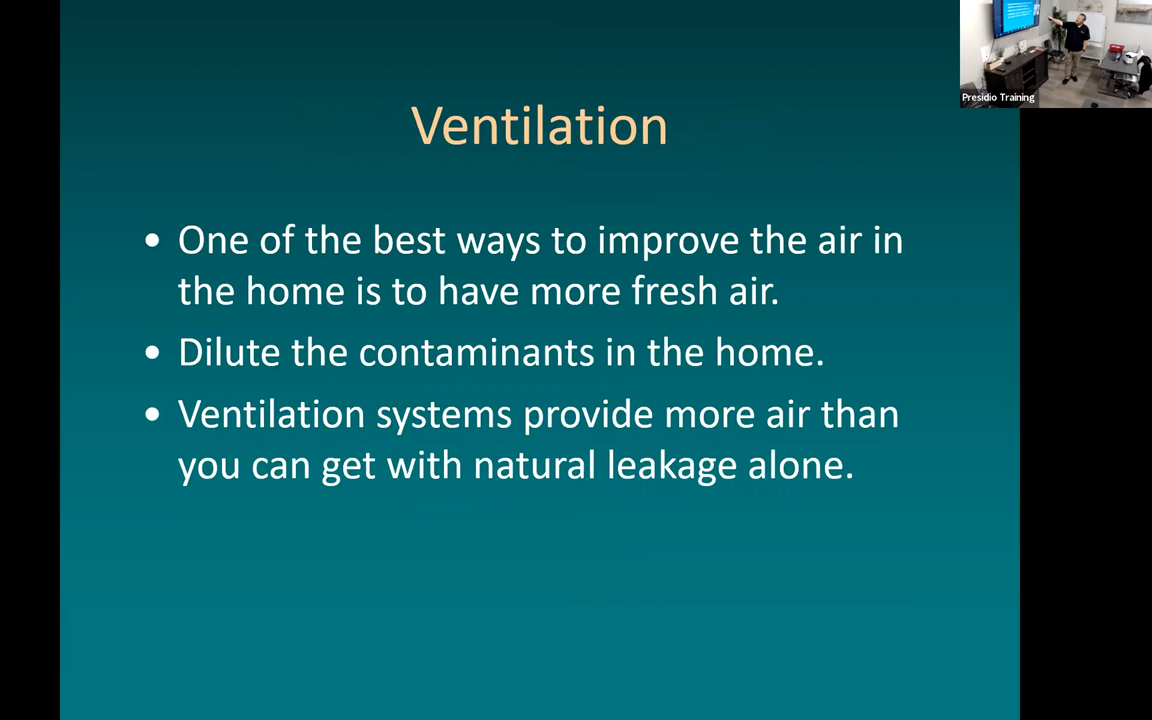 Ventilation
• One of the best ways to improve the air in
the home is to have more fresh air.
• Dilute the contaminants in the home.
• Ventilation systems provide more air than
you can get with natural leakage alone.
Presidio Training